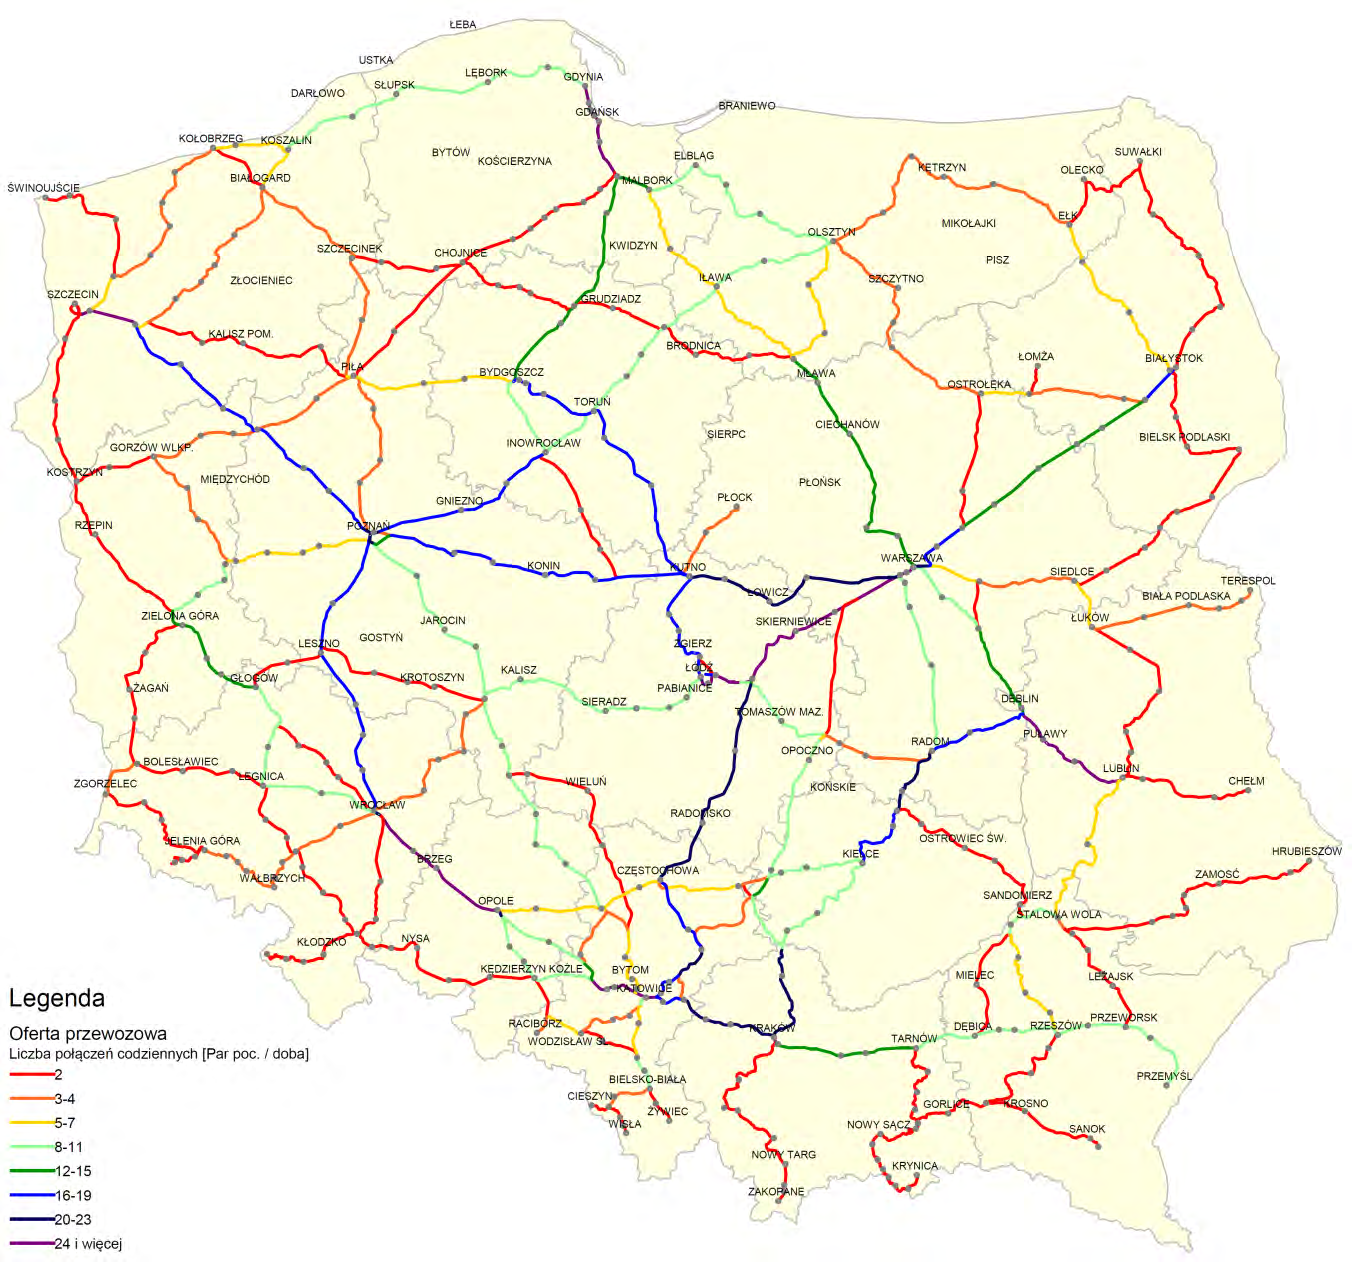 ŁEBA
USTKA
LĘBORK
GDYNIA
SŁUPSK
DARŁOWO
BRANIEWO
GDAŃSK
KOŁOBRZEG
KOSZALIN
BYTÓW
KOŚCIERZYNA
ELBLĄG
KĘTRZYN
SUWAŁKI
OLECKO
ŚWINOUJŚCIE
BIAŁOGARD
MALBORK
EŁK
MIKOŁAJKI
OLSZTYN
KWIDZYN
SZCZECINEK
CHOJNICE
PISZ
ZŁOCIENIEC
IŁAWA
SZCZYTNO
SZCZECIN
GRUDZIADZ
KALISZ POM.
BRODNICA
ŁOMŻA
BIAŁYSTOK
PIŁA
BYDGOSZCZ
MŁAWA
OSTROŁĘKA
TORUŃ
CIECHANÓW
SIERPC
BIELSK PODLASKI
INOWROCŁAW
GORZÓW WLKP.
KOSTRZYN
MIĘDZYCHÓD
PŁOŃSK
GNIEZNO
PŁOCK
RZEPIN
POZNAŃ
WARSZAWA
KONIN
KUTNO
SIEDLCE
TERESPOL
ŁOWICZ
BIAŁA PODLASKA
ZIELONA GÓRA
JAROCIN
SKIERNIEWICE
ŁUKÓW
GOSTYŃ
LESZNO
ZGIERZ
ŁÓDŹ
KALISZ
KROTOSZYN
GŁOGÓW
ŻAGAŃ
PABIANICE
SIERADZ
DĘBLIN
TOMASZÓW MAZ.
PUŁAWY
RADOM
OPOCZNO
BOLESŁAWIEC
LUBLIN
LEGNICA
ZGORZELEC
WIELUŃ
CHEŁM
KOŃSKIE
WROCŁAW
RADOMSKO
JELENIA GÓRA
OSTROWIEC ŚW.
HRUBIESZÓW
KIELCE
BRZEG
CZĘSTOCHOWA
WAŁBRZYCH
ZAMOŚĆ
SANDOMIERZ
OPOLE
STALOWA WOLA
KŁODZKO
NYSA
KĘDZIERZYN KOŹLE
BYTOM
MIELEC
LEŻAJSK
KATOWICE
Legenda
RACIBÓRZ
PRZEWORSK
KRAKÓW
DĘBICA
RZESZÓW
Oferta przewozowa
WODZISŁAW ŚL.
TARNÓW
Liczba połączeń codziennych [Par poc. / doba]
2
BIELSKO-BIAŁA
PRZEMYŚL
3-4
CIESZYN
ŻYWIEC
GORLICE
KROSNO
5-7
WISŁA
NOWY SĄCZ
SANOK
8-11
NOWY TARG
12-15
KRYNICA
16-19
ZAKOPANE
20-23
24 i więcej